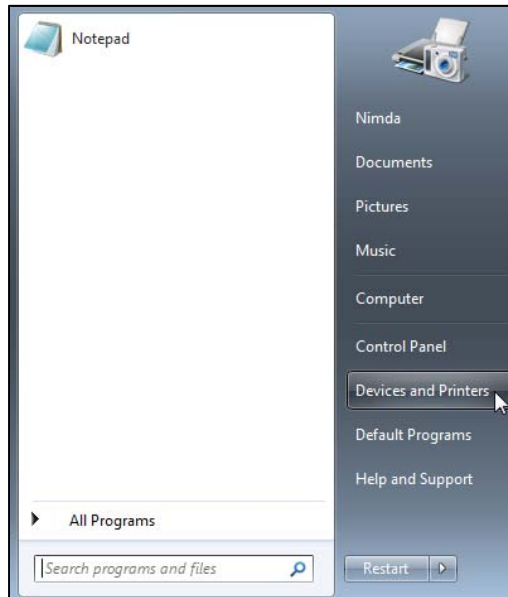 Notepad
Nimda
Documents
Pictures
Music
Computer
Control Panel
Devices and Printers
Default Programs
Help and Support
All Programs
Search programs and files
Restart